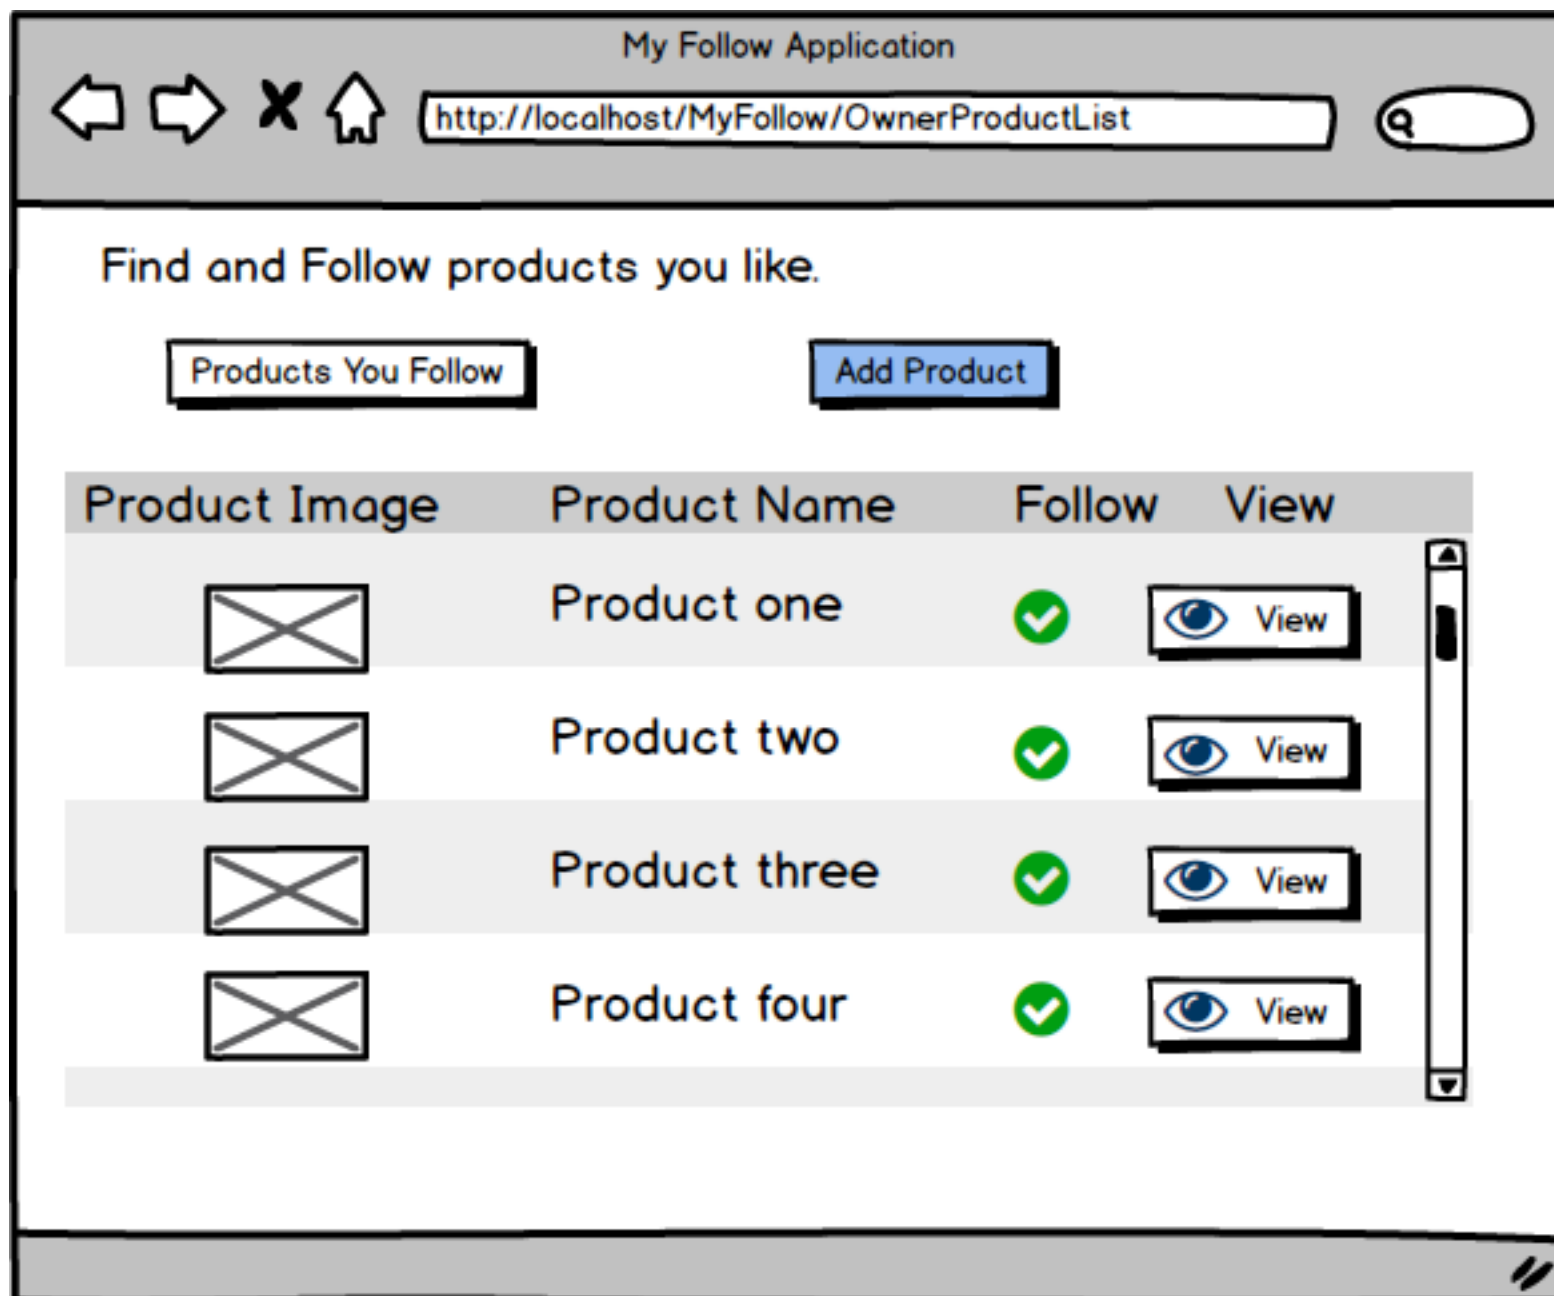 My Follow Application
http://localhost/MyFollow/OwnerProductList
Find and Follow products you like.
Products You Follow
Add Product
Product Image Product Name Follow View
Product one View
Product two View
Product three View
Product four View